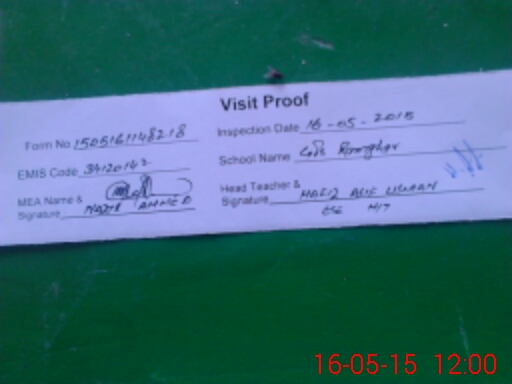 Visit Proof
Form No 1505161148218
Inspection Date 16-05-2015
EMIS Code 34120142
School Name
MEA Name & Signature NAZIR AHMED
Head Teacher & Signature HAFIZ
16-05-15 12:00